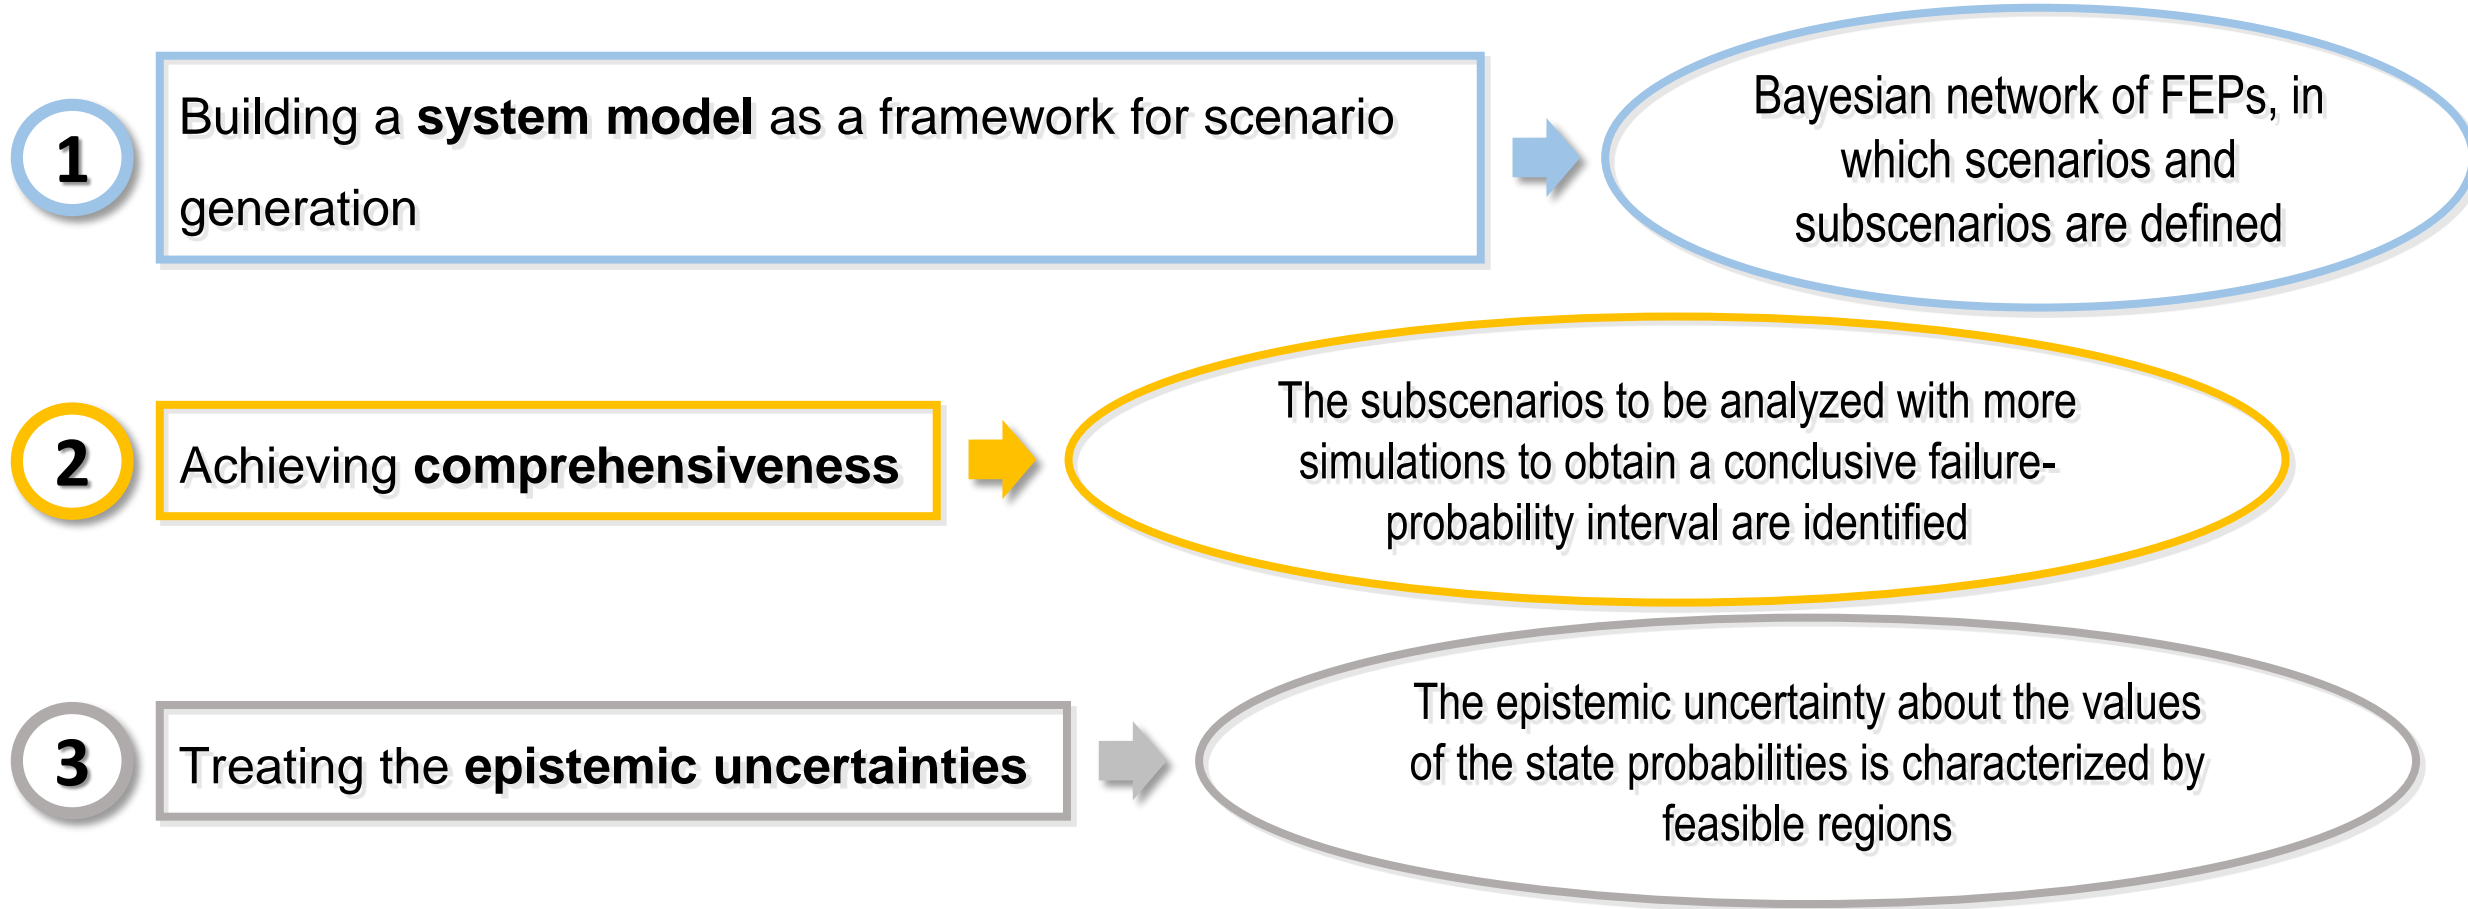 1
Building a system model as a framework for scenario
generation
Bayesian network of FEPs, in
which scenarios and
subscenarios are defined
2
Achieving comprehensiveness
The subscenarios to be analyzed with more
simulations to obtain a conclusive failure-
probability interval are identified
3
Treating the epistemic uncertainties
The epistemic uncertainty about the values
of the state probabilities is characterized by
feasible regions